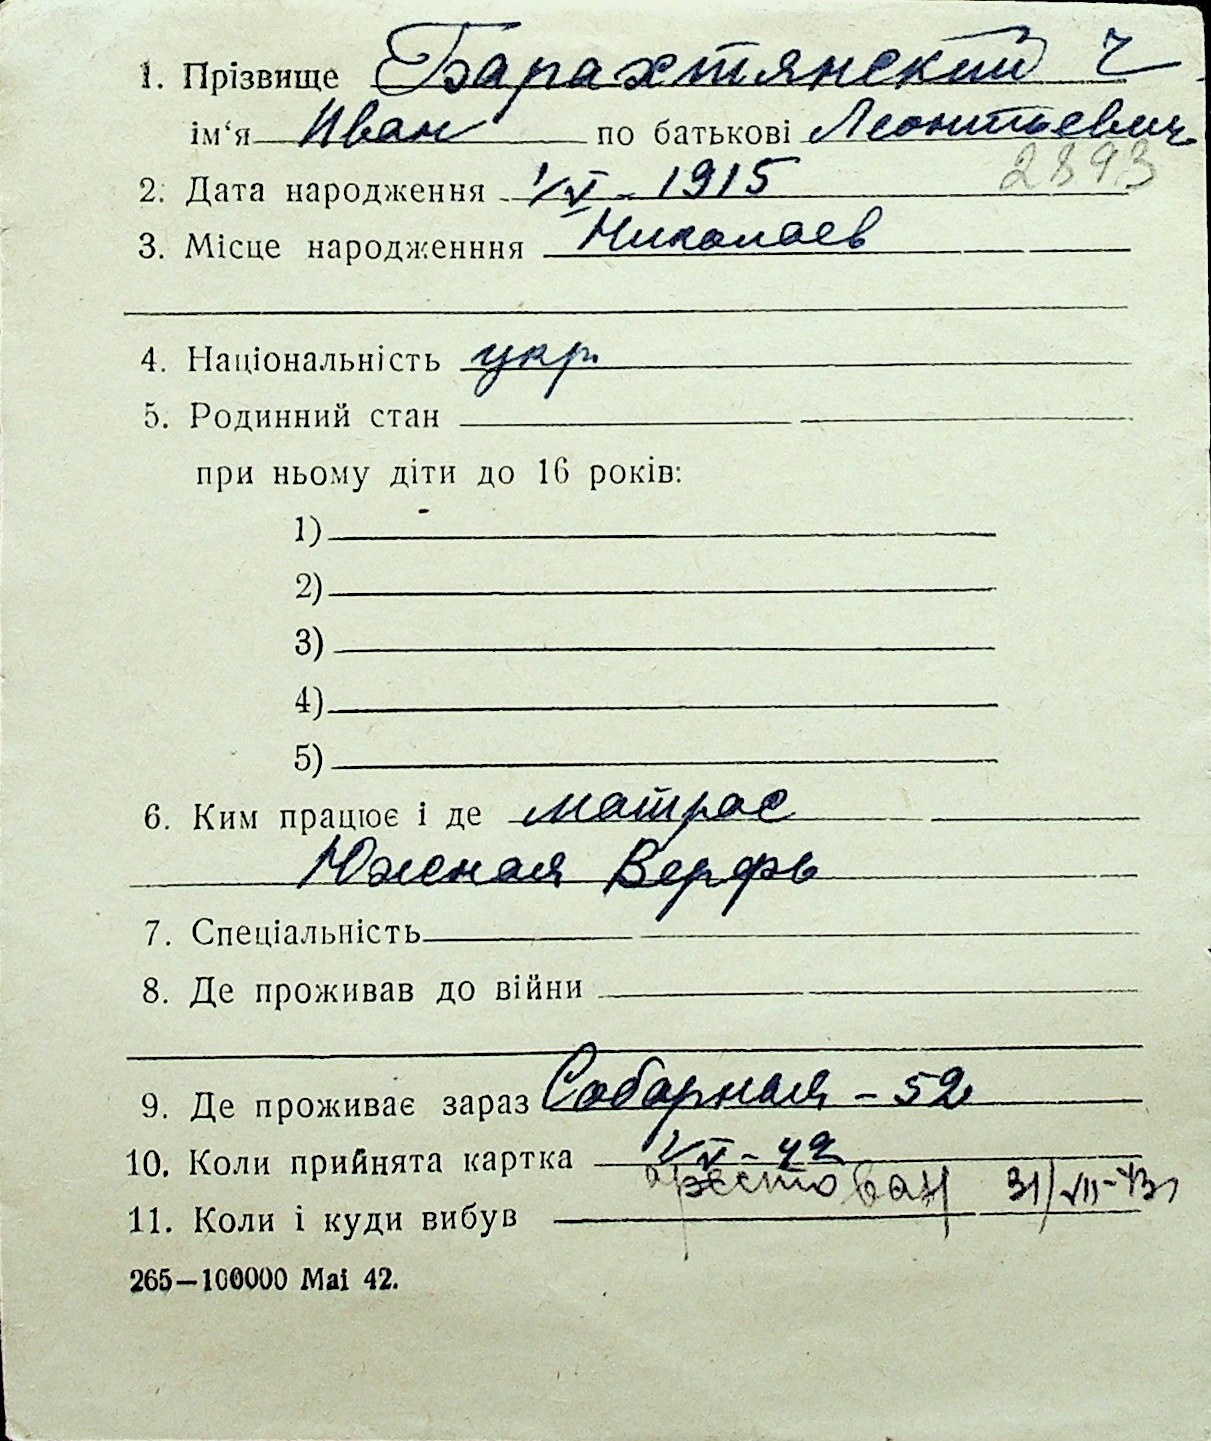 1. Прізвище Барахтянский Ч
ім‘я Иван по батькові Леонтьевич
2893
2. Дата народження 1/V - 1915
3. Місце народженння Николаев
4. Національність укр.
5. Родинний стан
при ньому діти до 16 років:
1)
2)
3)
4)
5)
6. Ким працює і де матрос
Южная Верфь
7. Спеціальність
8. Де проживав до війни
9. Де проживає зараз Соборная - 52
10. Коли прийнята картка 1/V - 42
11. Коли і куди вибув арестован 31/VII-43
265—100000 Mai 42.